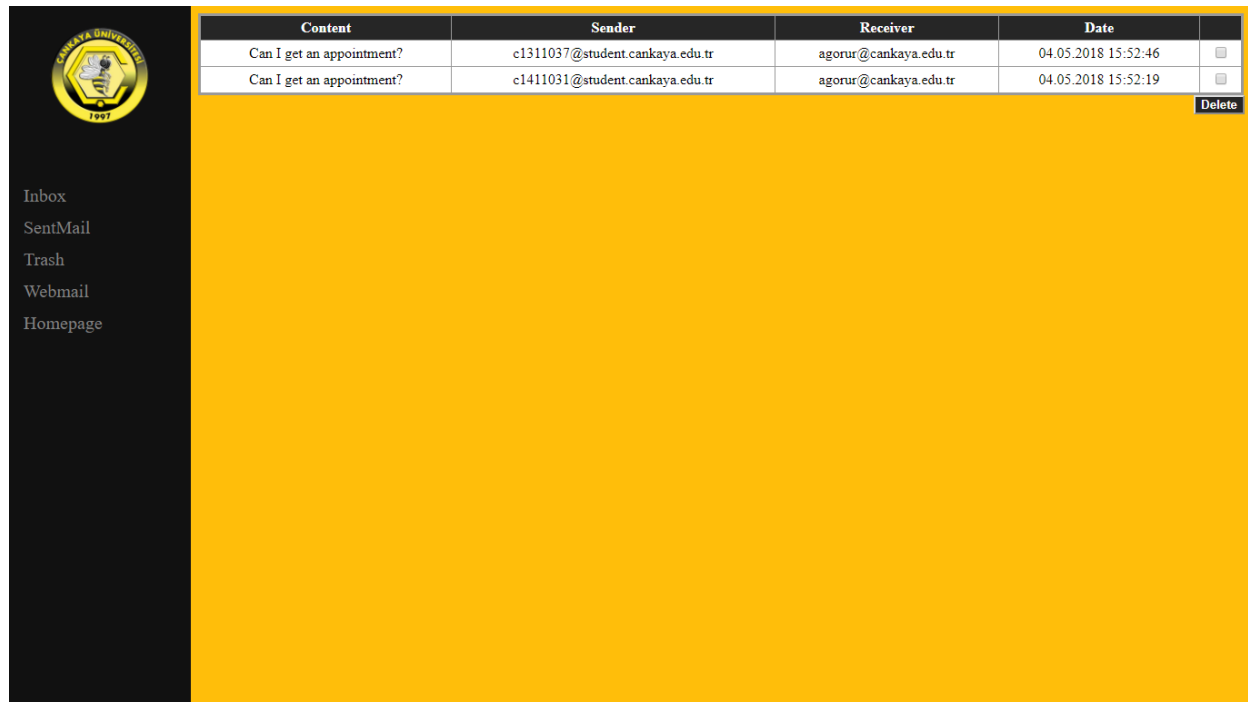 ÇANKAYA ÜNİVERSİTESİ
1997
Inbox
SentMail
Trash
Webmail
Homepage
Content Sender Receiver Date
Can I get an appointment? c1311037@student.cankaya.edu.tr agorur@cankaya.edu.tr 04.05.2018 15:52:46
Can I get an appointment? c1411031@student.cankaya.edu.tr agorur@cankaya.edu.tr 04.05.2018 15:52:19
Delete